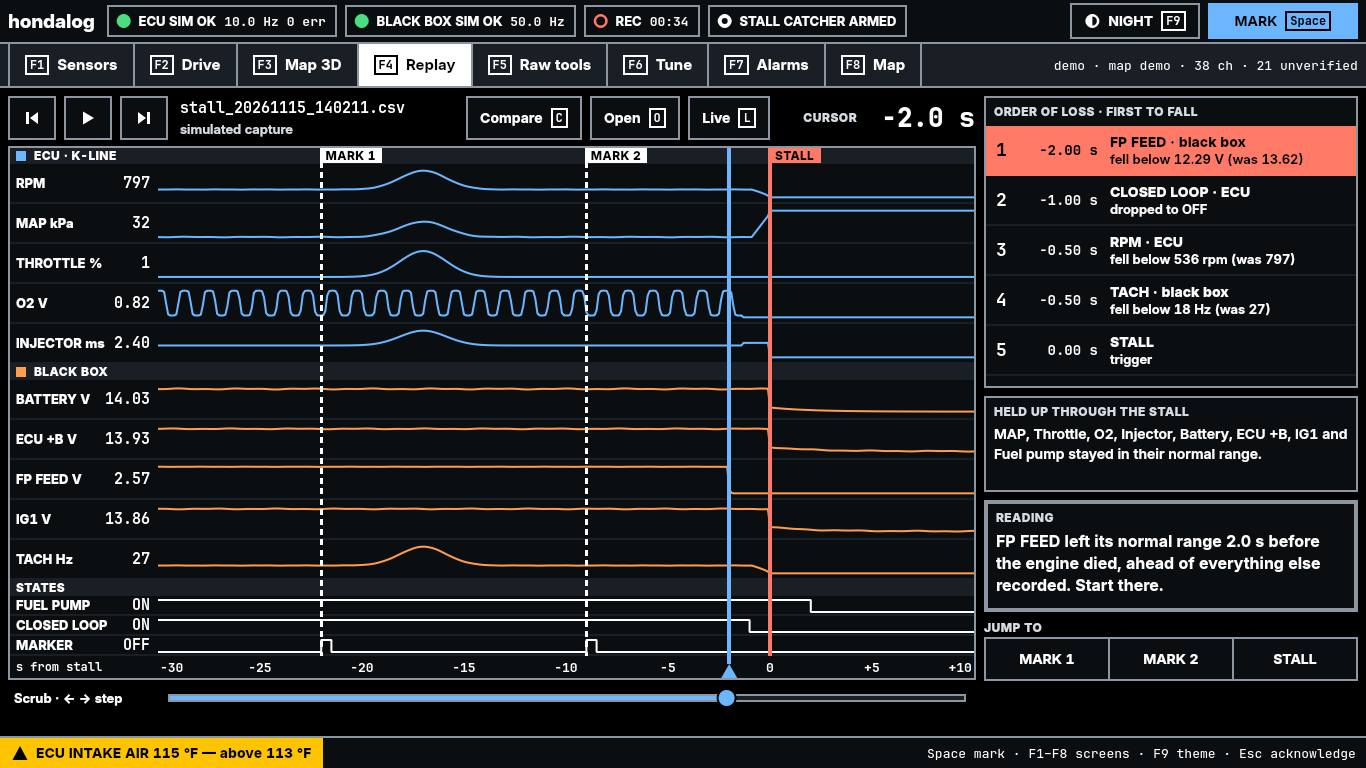 hondalog
ECU SIM OK 10.0 Hz 0 err
BLACK BOX SIM OK 50.0 Hz
REC 00:34
STALL CATCHER ARMED
NIGHT F9
MARK Space
F1 Sensors
F2 Drive
F3 Map 3D
F4 Replay
F5 Raw tools
F6 Tune
F7 Alarms
F8 Map
demo · map demo · 38 ch · 21 unverified
stall_20261115_140211.csv
simulated capture
Compare C
Open O
Live L
CURSOR -2.0 s
ECU · K-LINE
MARK 1
MARK 2
STALL
RPM 797
MAP kPa 32
THROTTLE % 1
O2 V 0.82
INJECTOR ms 2.40
BLACK BOX
BATTERY V 14.03
ECU +B V 13.93
FP FEED V 2.57
IG1 V 13.86
TACH Hz 27
STATES
FUEL PUMP ON
CLOSED LOOP ON
MARKER OFF
s from stall -30 -25 -20 -15 -10 -5 0 +5 +10
Scrub · ← → step
ORDER OF LOSS · FIRST TO FALL
1 -2.00 s FP FEED · black box
fell below 12.29 V (was 13.62)
2 -1.00 s CLOSED LOOP · ECU
dropped to OFF
3 -0.50 s RPM · ECU
fell below 536 rpm (was 797)
4 -0.50 s TACH · black box
fell below 18 Hz (was 27)
5 0.00 s STALL
trigger
HELD UP THROUGH THE STALL
MAP, Throttle, O2, Injector, Battery, ECU +B, IG1 and
Fuel pump stayed in their normal range.
READING
FP FEED left its normal range 2.0 s before
the engine died, ahead of everything else
recorded. Start there.
JUMP TO
MARK 1
MARK 2
STALL
ECU INTAKE AIR 115 °F — above 113 °F
Space mark · F1–F8 screens · F9 theme · Esc acknowledge